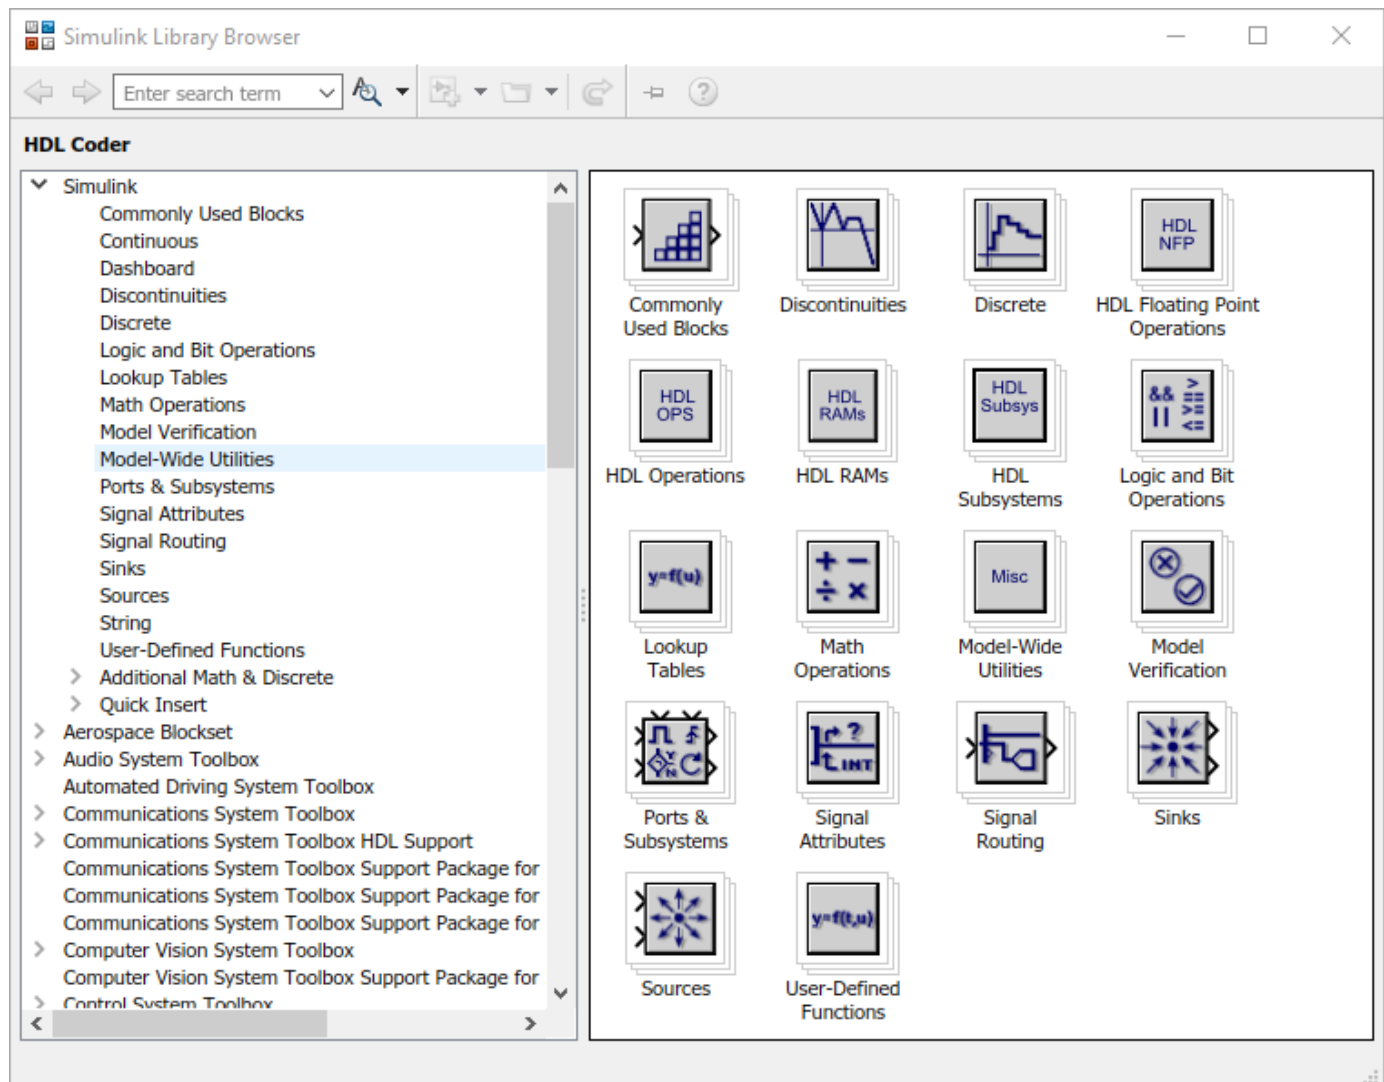 Simulink Library Browser
Enter search term
HDL Coder
Simulink
Commonly Used Blocks
Continuous
Dashboard
Discontinuities
Discrete
Logic and Bit Operations
Lookup Tables
Math Operations
Model Verification
Model-Wide Utilities
Ports & Subsystems
Signal Attributes
Signal Routing
Sinks
Sources
String
User-Defined Functions
Additional Math & Discrete
Quick Insert
Aerospace Blockset
Audio System Toolbox
Automated Driving System Toolbox
Communications System Toolbox
Communications System Toolbox HDL Support
Communications System Toolbox Support Package for
Communications System Toolbox Support Package for
Communications System Toolbox Support Package for
Computer Vision System Toolbox
Computer Vision System Toolbox Support Package for
Control System Toolbox
Commonly
Used Blocks
Discontinuities
Discrete
HDL
NFP
HDL Floating Point
Operations
HDL
OPS
HDL Operations
HDL
RAMs
HDL RAMs
HDL
Subsys
HDL
Subsystems
&& >
==
|| >=
<=
Logic and Bit
Operations
y=f(u)
Lookup
Tables
+ −
÷ ×
Math
Operations
Misc
Model-Wide
Utilities
Model
Verification
Y
N
Ports &
Subsystems
?
INT
Signal
Attributes
Signal
Routing
Sinks
Sources
y=f(t,u)
User-Defined
Functions